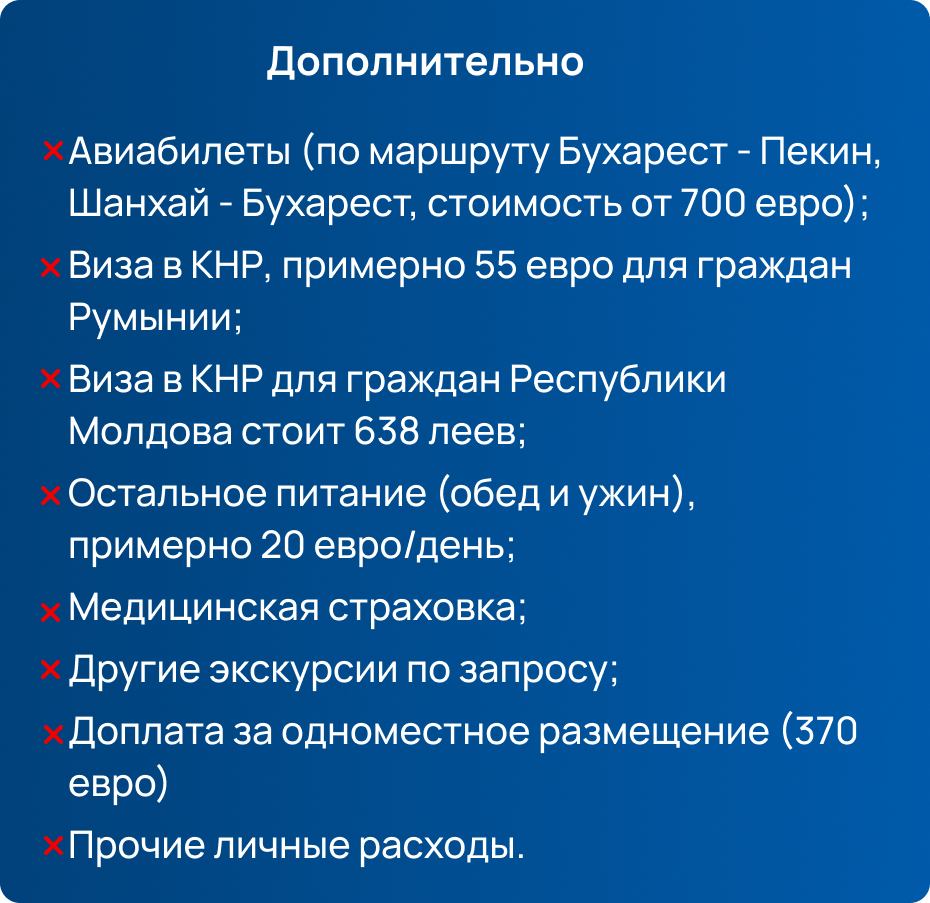 Дополнительно
Авиабилеты (по маршруту Бухарест - Пекин,
Шанхай - Бухарест, стоимость от 700 евро);
Виза в КНР, примерно 55 евро для граждан
Румынии;
Виза в КНР для граждан Республики
Молдова стоит 638 леев;
Остальное питание (обед и ужин),
примерно 20 евро/день;
Медицинская страховка;
Другие экскурсии по запросу;
Доплата за одноместное размещение (370
евро)
Прочие личные расходы.